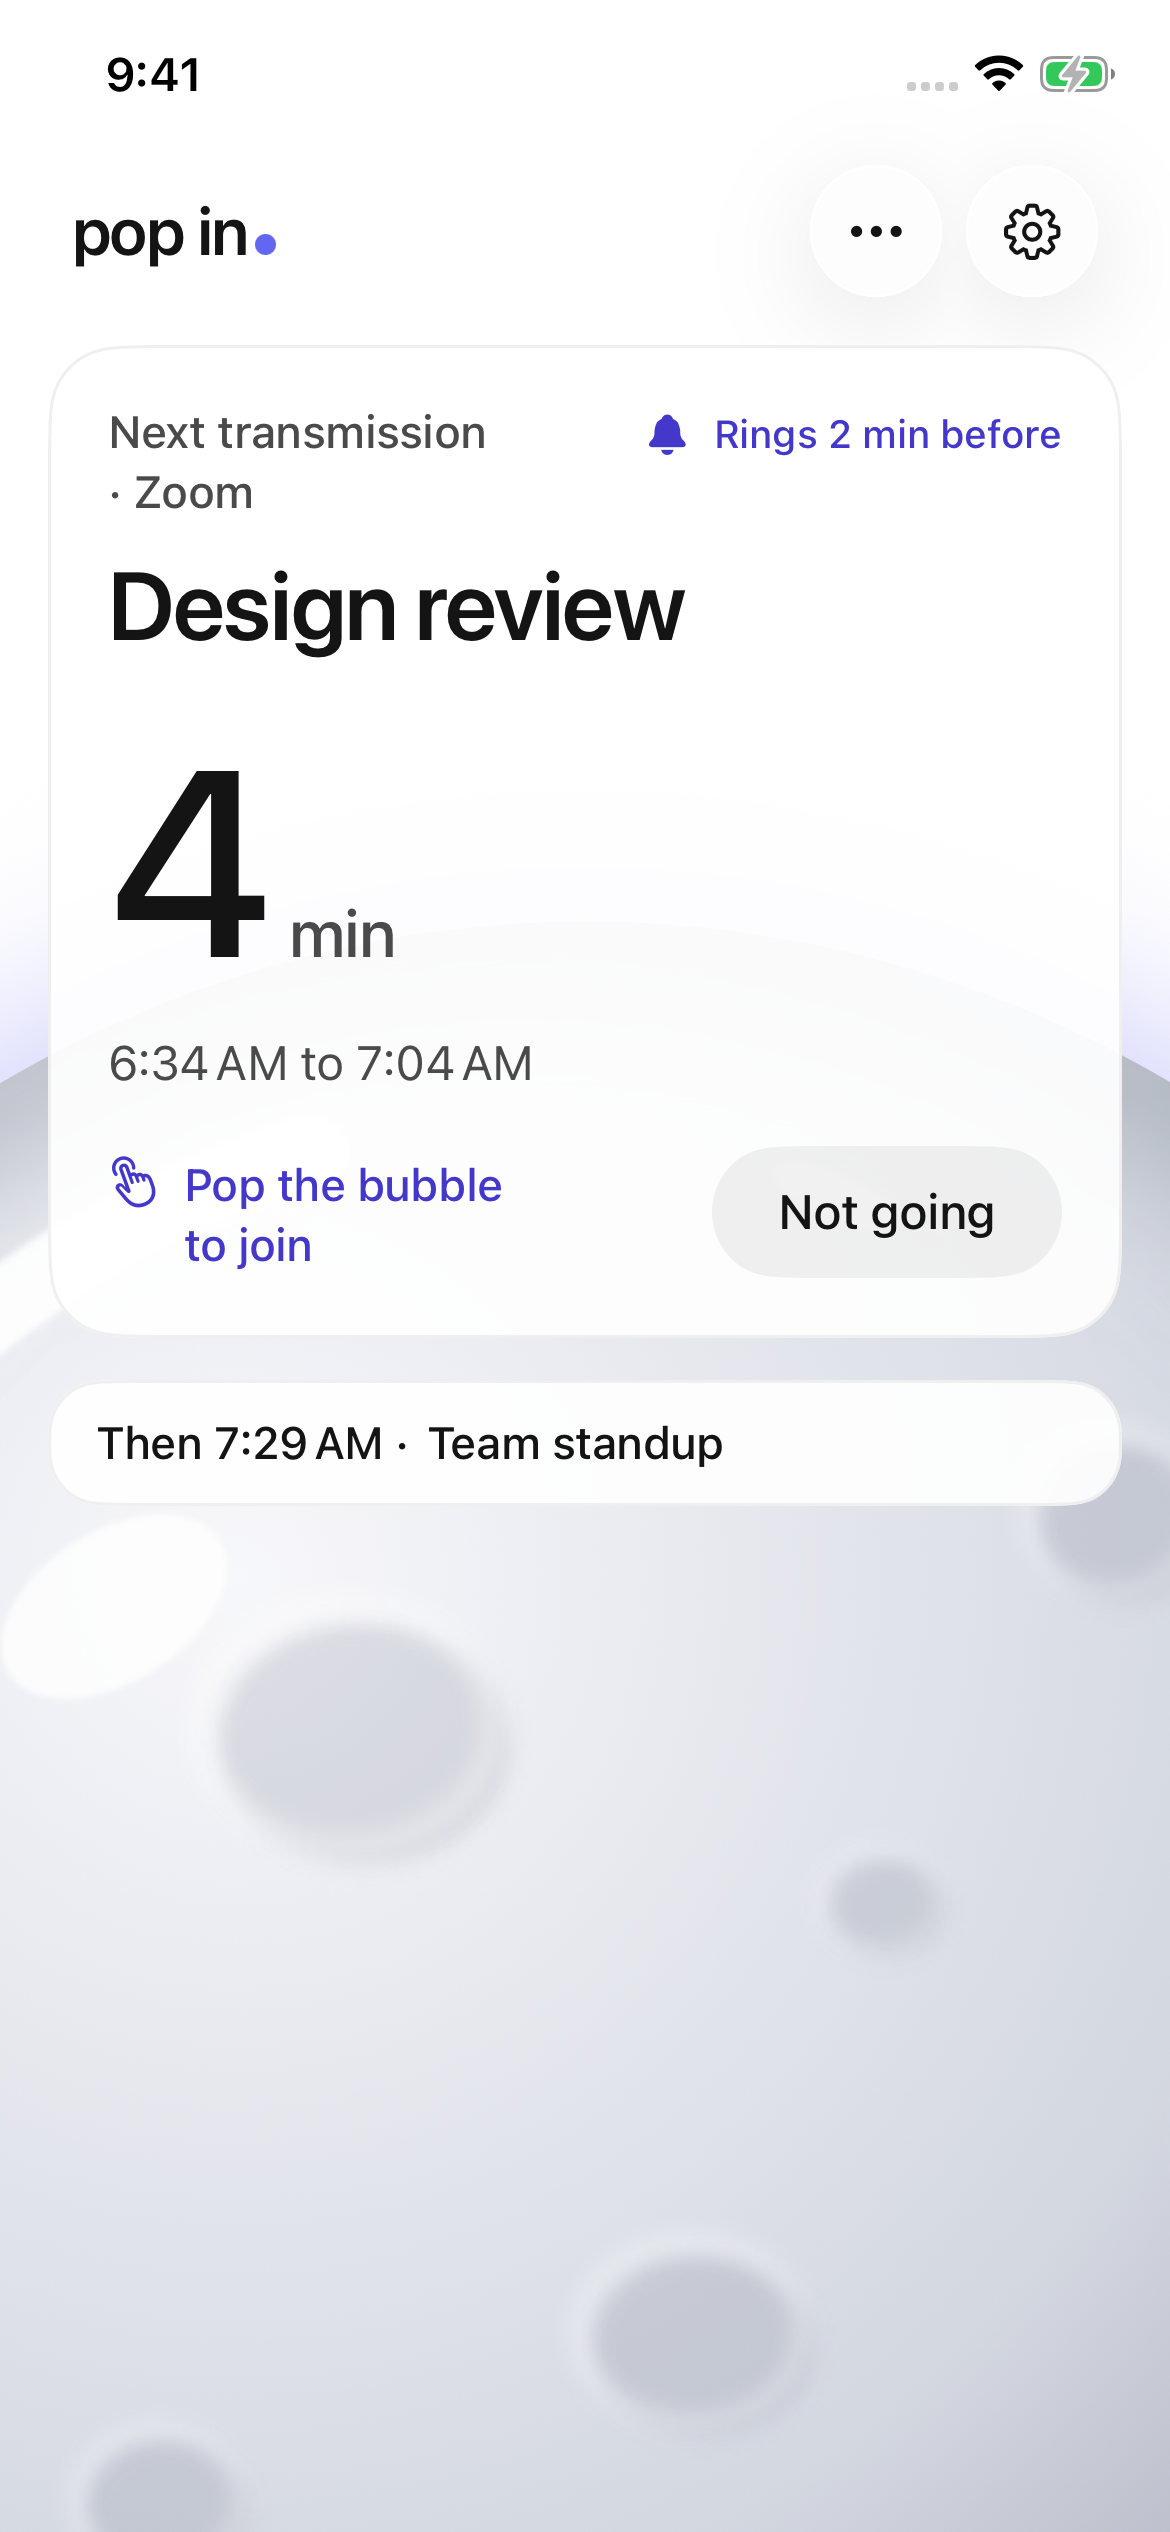 9:41
pop in
Next transmission
· Zoom
Rings 2 min before
Design review
4 min
6:34 AM to 7:04 AM
Pop the bubble
to join
Not going
Then 7:29 AM · Team standup